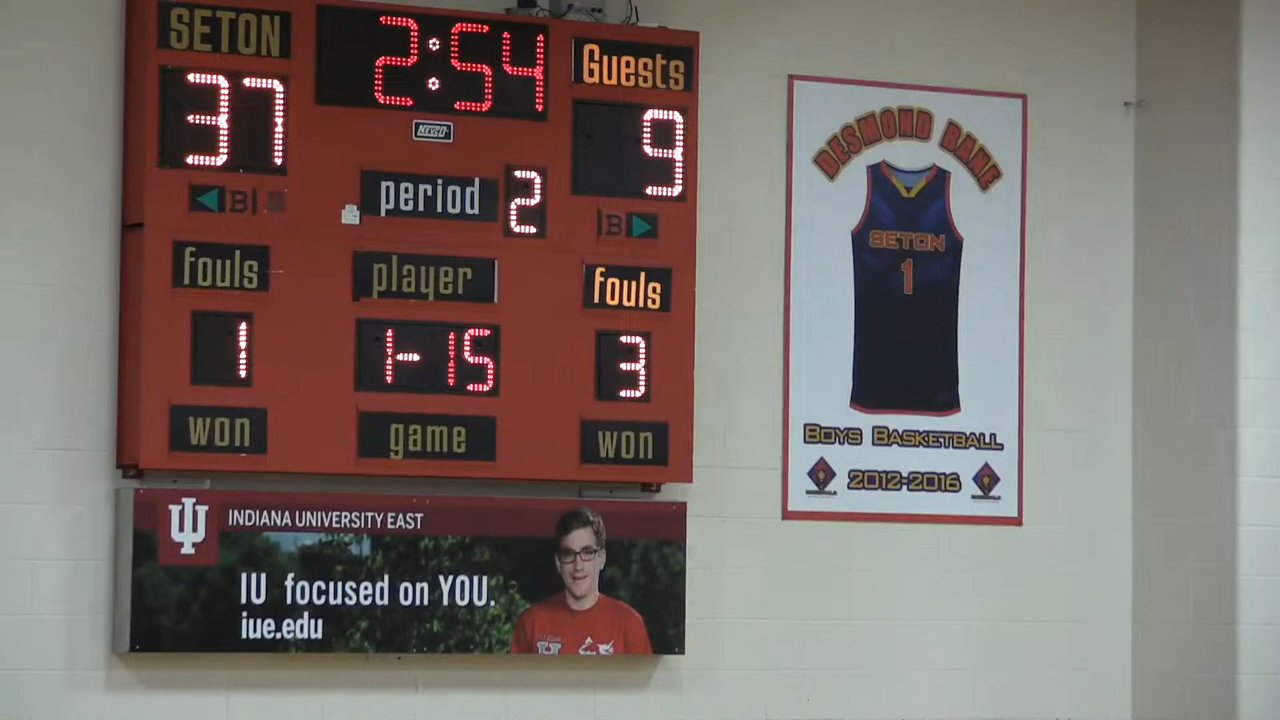 SETON
2:54
Guests
37
9
NEVCO
B
period
2
B
fouls
player
fouls
1
1-15
3
won
game
won
INDIANA UNIVERSITY EAST
IU focused on YOU.
iue.edu
DESMOND BANE
SETON
1
BOYS BASKETBALL
2012-2016